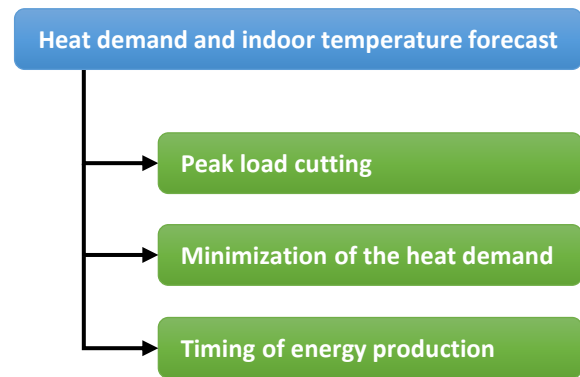 Heat demand and indoor temperature forecast
Peak load cutting
Minimization of the heat demand
Timing of energy production